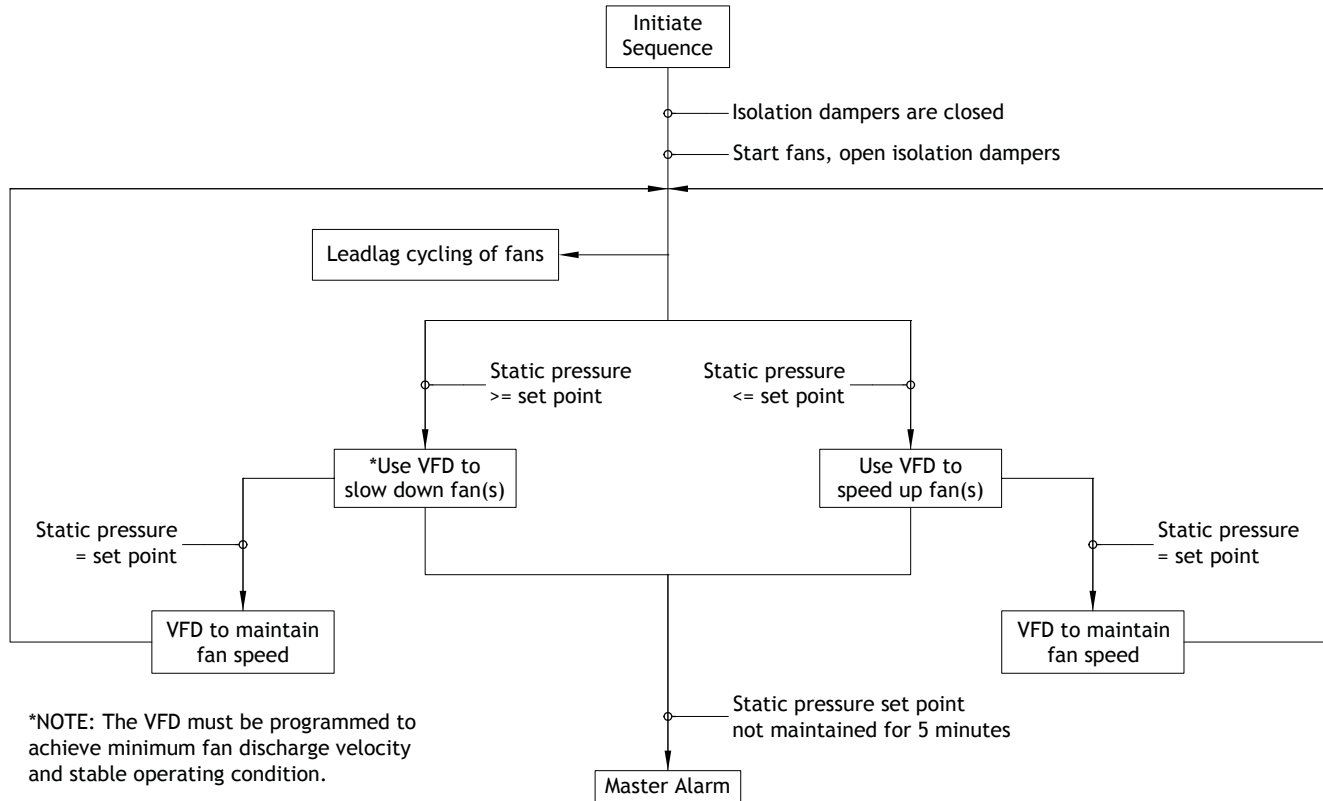 Initiate
Sequence
Isolation dampers are closed
Start fans, open isolation dampers
Leadlag cycling of fans
Static pressure
>= set point
Static pressure
<= set point
*Use VFD to
slow down fan(s)
Use VFD to
speed up fan(s)
Static pressure
= set point
Static pressure
= set point
VFD to maintain
fan speed
VFD to maintain
fan speed
Static pressure set point
not maintained for 5 minutes
*NOTE: The VFD must be programmed to
achieve minimum fan discharge velocity
and stable operating condition.
Master Alarm